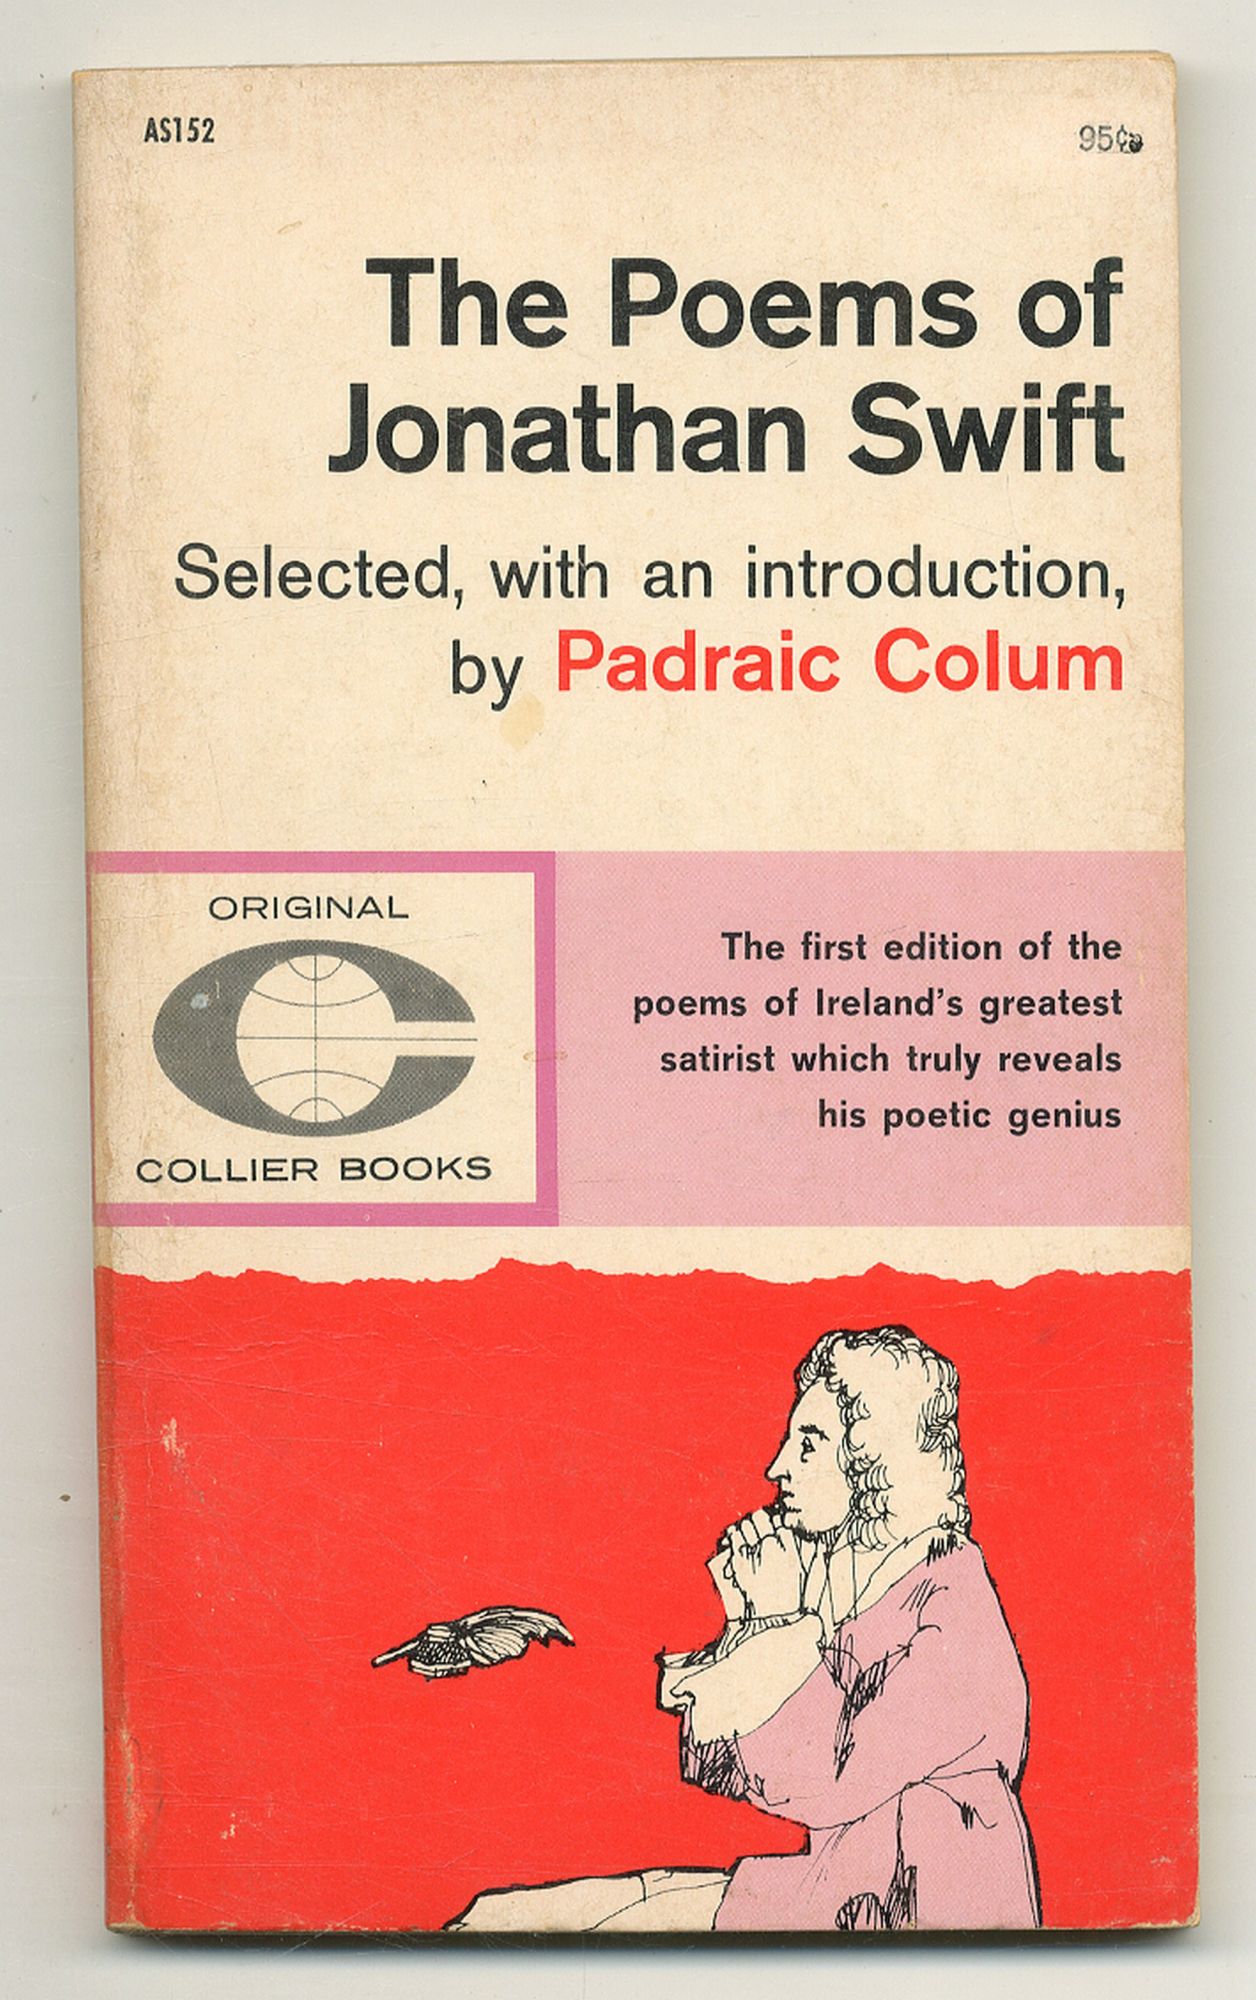 AS152
95¢
The Poems of
Jonathan Swift
Selected, with an introduction,
by Padraic Colum
ORIGINAL
COLLIER BOOKS
The first edition of the
poems of Ireland's greatest
satirist which truly reveals
his poetic genius